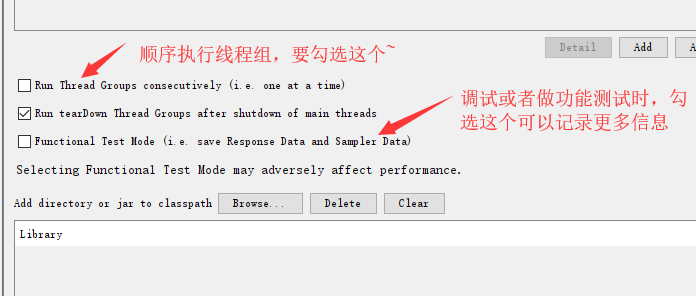 顺序执行线程组，要勾选这个~
Detail Add A
Run Thread Groups consecutively (i.e. one at a time)
调试或者做功能测试时，勾
Run tearDown Thread Groups after shutdown of main threads
选这个可以记录更多信息
Functional Test Mode (i.e. save Response Data and Sampler Data)
Selecting Functional Test Mode may adversely affect performance.
Add directory or jar to classpath Browse... Delete Clear
Library